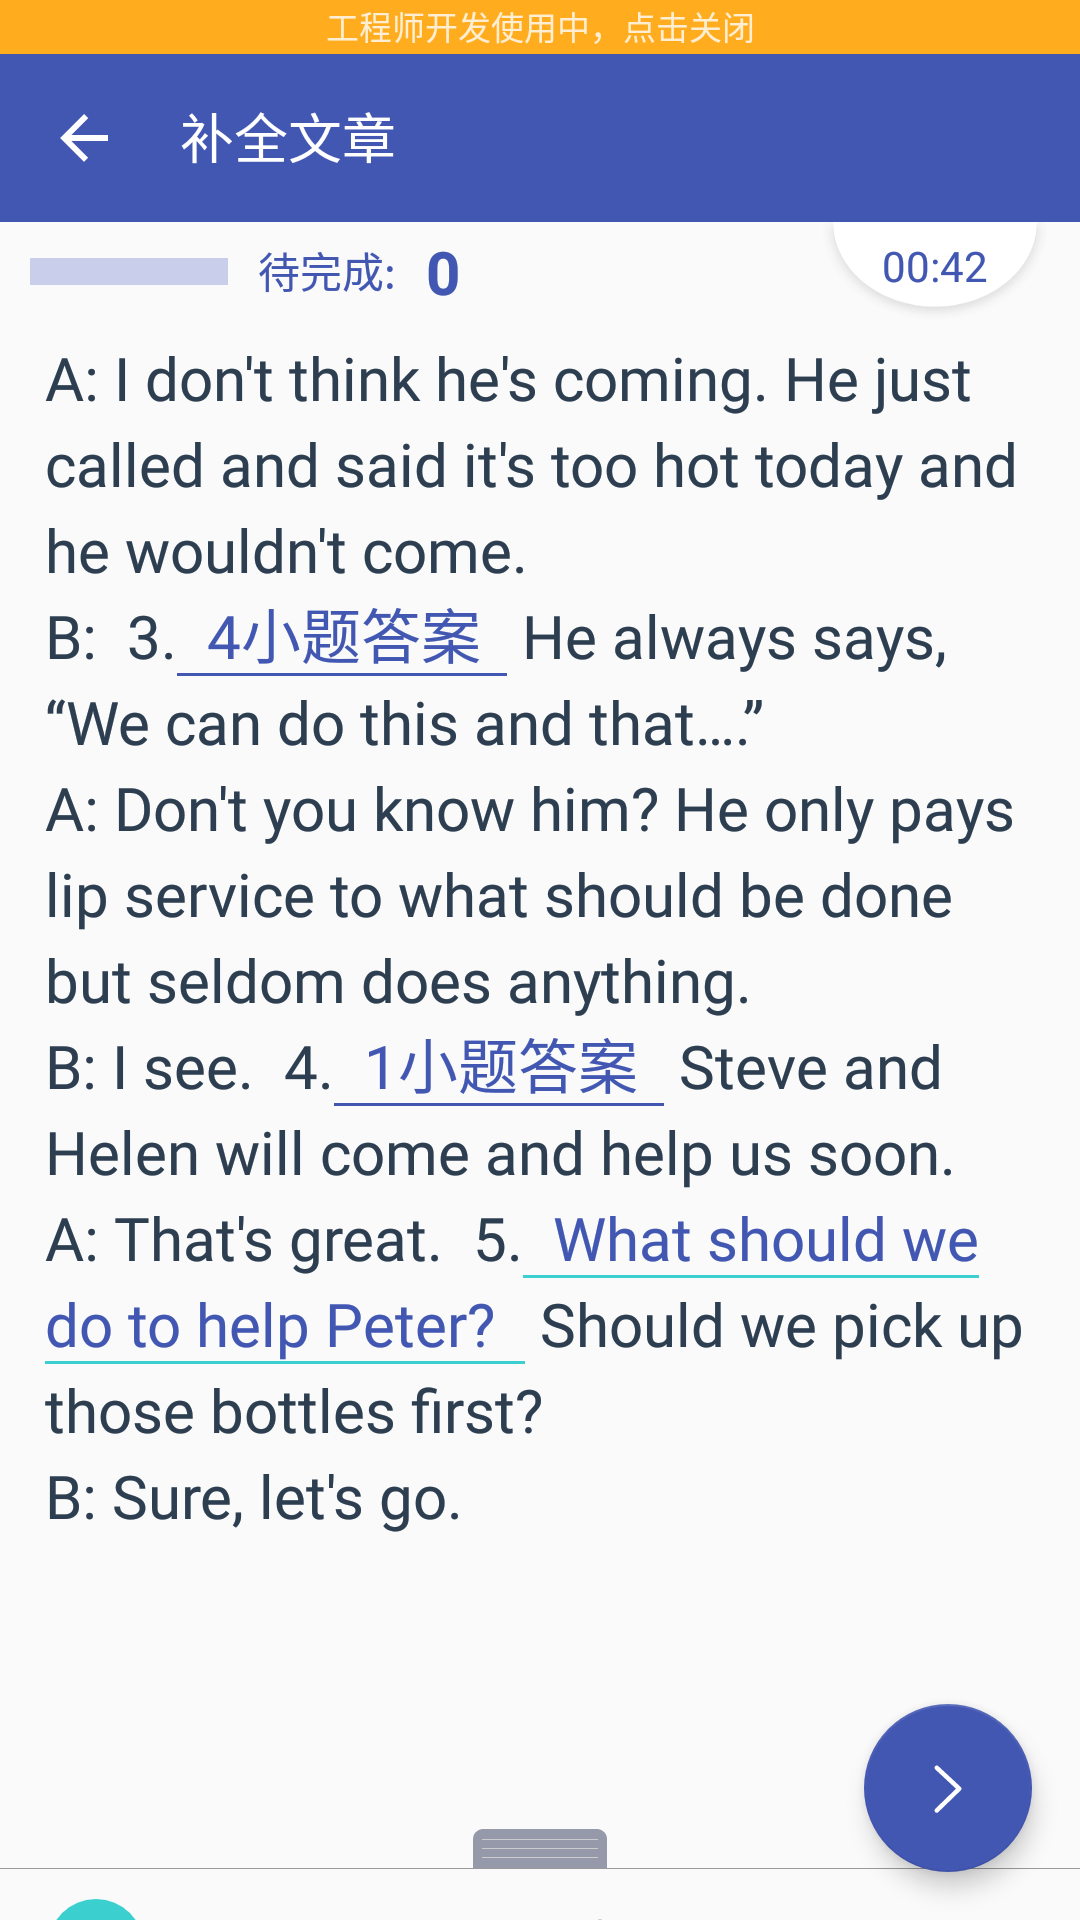 工程师开发使用中，点击关闭
补全文章
待完成: 0
00:42
A: I don't think he's coming. He just
called and said it's too hot today and
he wouldn't come.
B: 3. 4小题答案 He always says,
“We can do this and that….”
A: Don't you know him? He only pays
lip service to what should be done
but seldom does anything.
B: I see. 4. 1小题答案 Steve and
Helen will come and help us soon.
A: That's great. 5. What should we
do to help Peter? Should we pick up
those bottles first?
B: Sure, let's go.